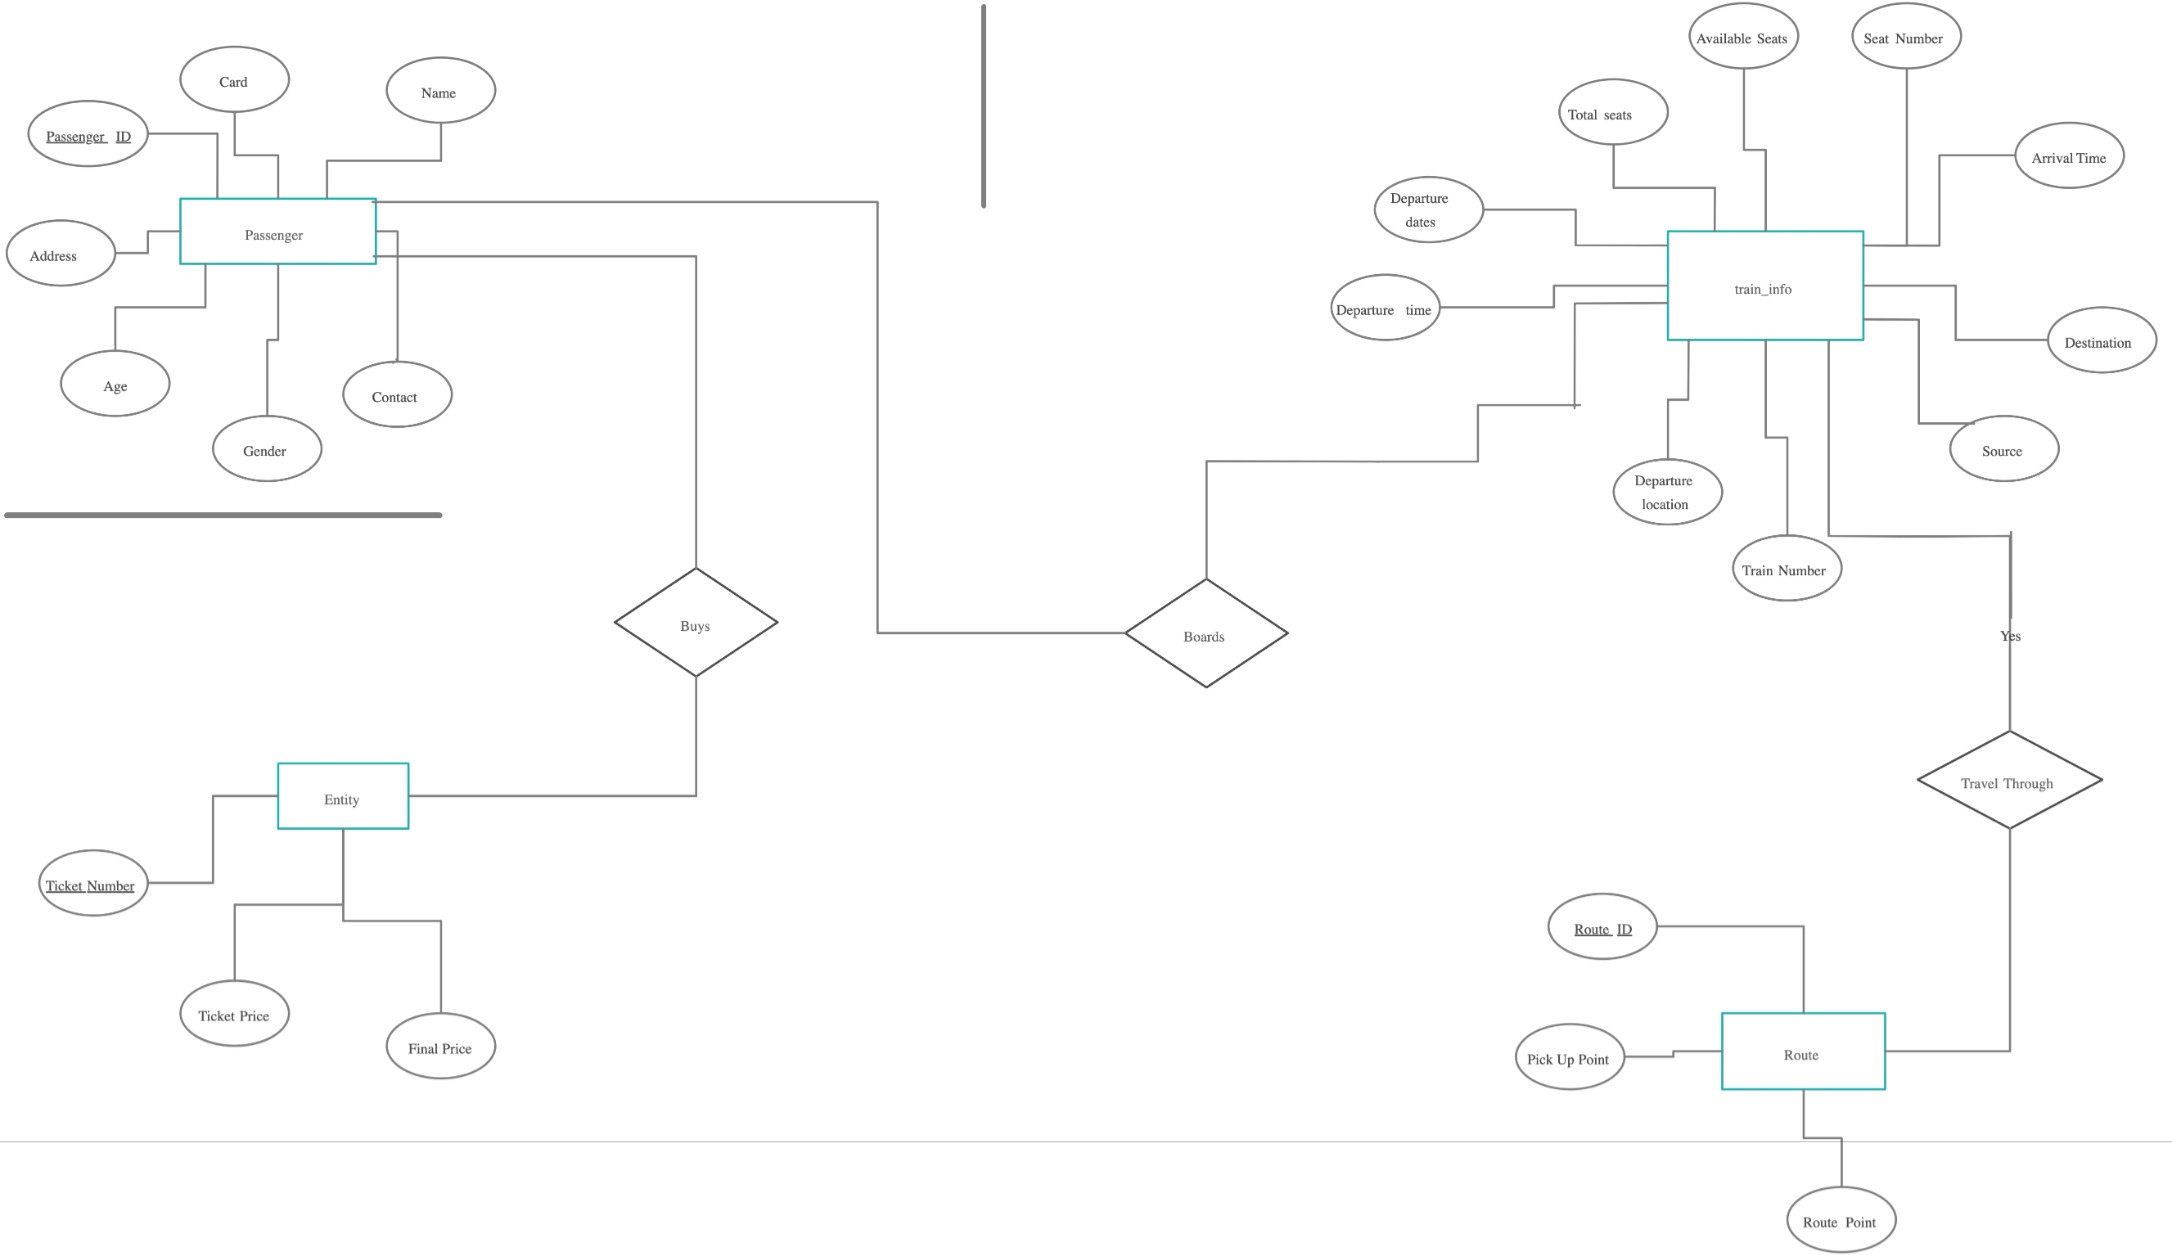 Available Seats
Seat Number
Card
Name
Total seats
Passenger ID
Arrival Time
Departure
dates
Passenger
Address
train_info
Departure time
Destination
Age
Contact
Gender
Source
Departure
location
Train Number
Buys
Boards
Yes
Travel Through
Entity
Ticket Number
Route ID
Ticket Price
Final Price
Pick Up Point
Route
Route Point